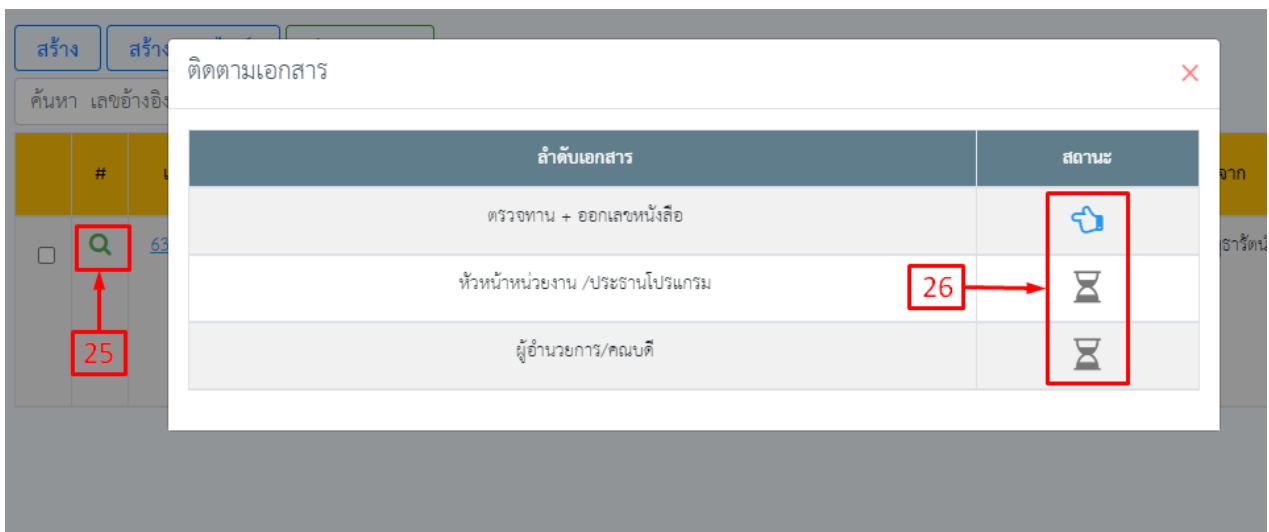 สร้าง สร้าง
ติดตามเอกสาร
ค้นหา เลขอ้างอิง
ลำดับเอกสาร สถานะ
# จาก
ตรวจทาน + ออกเลขหนังสือ
63
หัวหน้าหน่วยงาน /ประธานโปรแกรม 26
25 ผู้อำนวยการ/คณบดี